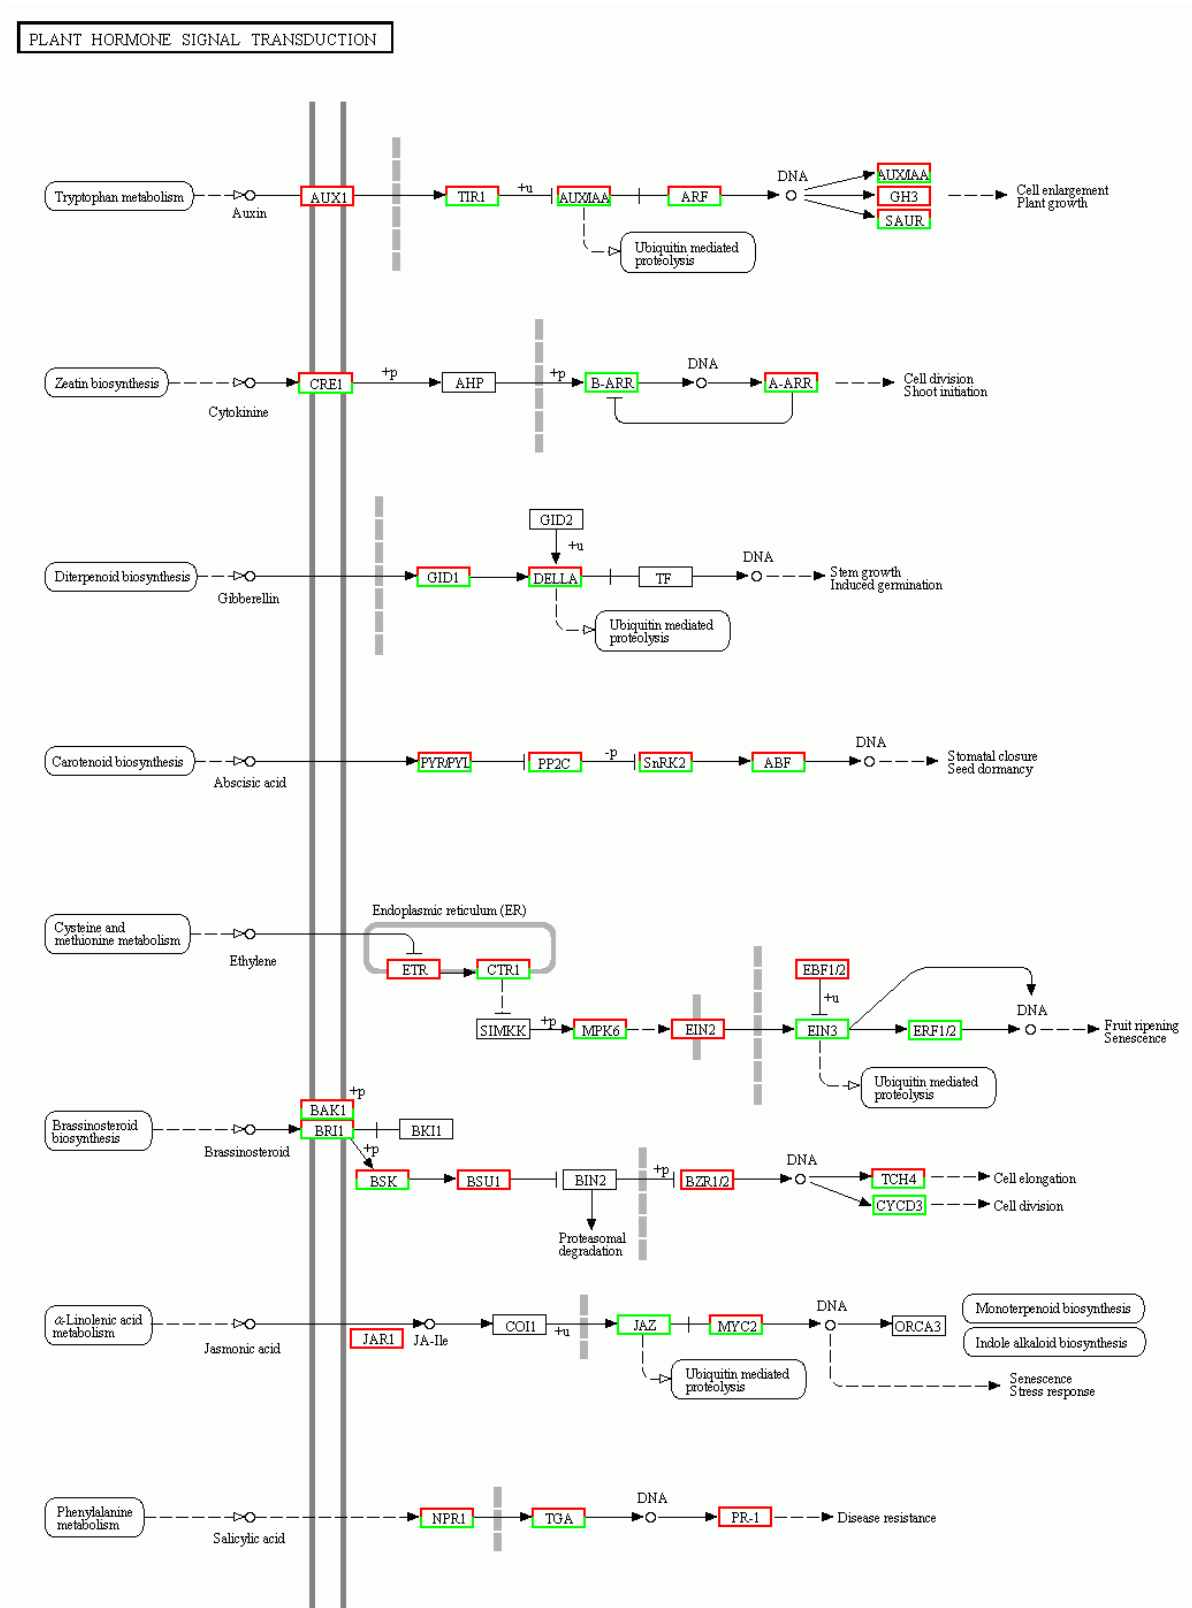 PLANT HORMONE SIGNAL TRANSDUCTION
Tryptophan metabolism
Auxin
AUX1
TIR1
+u
AUX/IAA
ARF
DNA
AUX/IAA
GH3
SAUR
Cell enlargement
Plant growth
Ubiquitin mediated
proteolysis
Zeatin biosynthesis
Cytokinine
CRE1
+p
AHP
+p
B-ARR
DNA
A-ARR
Cell division
Shoot initiation
GID2
+u
Diterpenoid biosynthesis
Gibberellin
GID1
DELLA
TF
DNA
Stem growth
Induced germination
Ubiquitin mediated
proteolysis
Carotenoid biosynthesis
Abscisic acid
PYR/PYL
PP2C
-p
SnRK2
ABF
DNA
Stomatal closure
Seed dormancy
Cysteine and
methionine metabolism
Ethylene
Endoplasmic reticulum (ER)
ETR
CTR1
SIMKK
+p
MPK6
EIN2
EBF1/2
+u
EIN3
ERF1/2
DNA
Fruit ripening
Senescence
Ubiquitin mediated
proteolysis
Brassinosteroid
biosynthesis
Brassinosteroid
+p
BAK1
BRI1
BKI1
+p
BSK
BSU1
BIN2
Proteasomal
degradation
+p
BZR1/2
DNA
TCH4
Cell elongation
CYCD3
Cell division
α-Linolenic acid
metabolism
Jasmonic acid
JAR1
JA-Ile
COI1
+u
JAZ
MYC2
DNA
ORCA3
Monoterpenoid biosynthesis
Indole alkaloid biosynthesis
Ubiquitin mediated
proteolysis
Senescence
Stress response
Phenylalanine
metabolism
Salicylic acid
NPR1
TGA
DNA
PR-1
Disease resistance